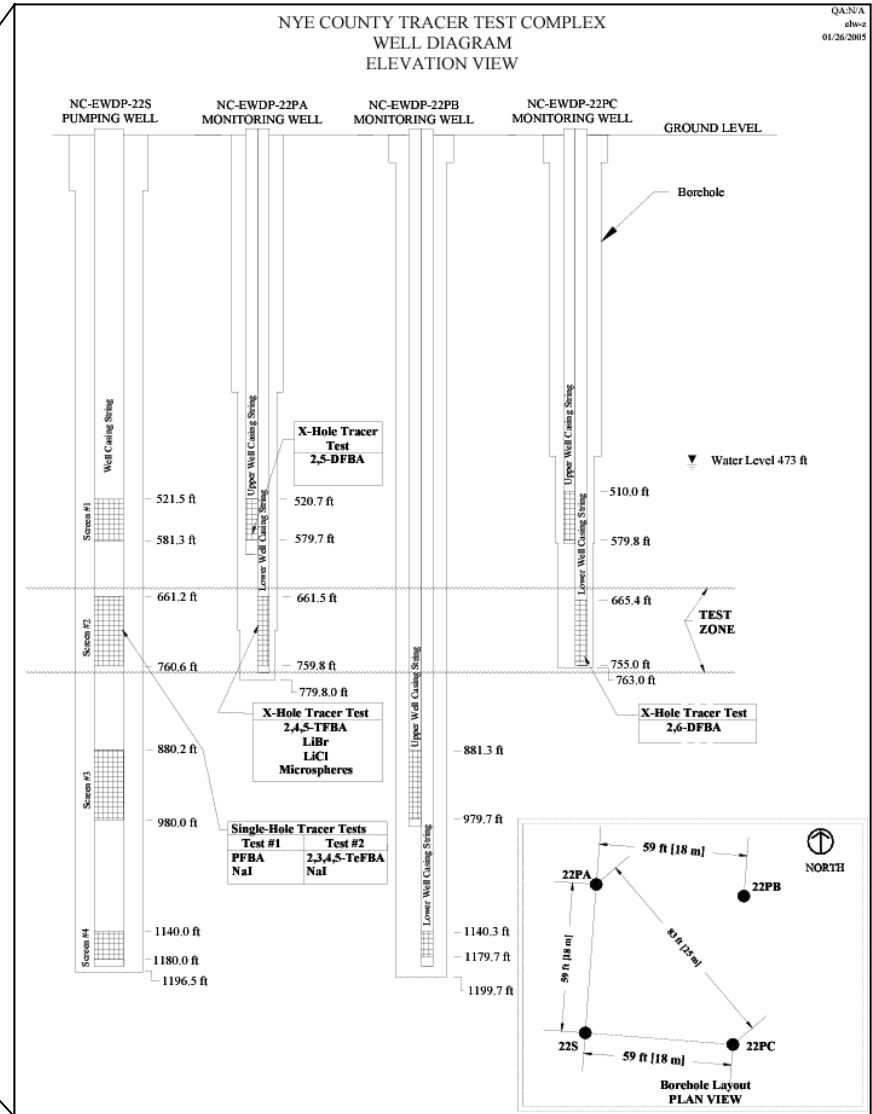 NYE COUNTY TRACER TEST COMPLEX
WELL DIAGRAM
ELEVATION VIEW
QA:N/A
elw-z
01/26/2005
NC-EWDP-22S
PUMPING WELL
NC-EWDP-22PA
MONITORING WELL
NC-EWDP-22PB
MONITORING WELL
NC-EWDP-22PC
MONITORING WELL
GROUND LEVEL
Borehole
Water Level 473 ft
Well Casing String
Screen #1
521.5 ft
581.3 ft
Screen #2
661.2 ft
760.6 ft
Screen #3
880.2 ft
980.0 ft
Screen #4
1140.0 ft
1180.0 ft
1196.5 ft
Upper Well Casing String
Lower Well Casing String
520.7 ft
579.7 ft
661.5 ft
759.8 ft
779.8.0 ft
X-Hole Tracer
Test
2,5-DFBA
X-Hole Tracer Test
2,4,5-TFBA
LiBr
LiCl
Microspheres
Single-Hole Tracer Tests
Test #1 Test #2
PFBA 2,3,4,5-TeFBA
NaI NaI
Upper Well Casing String
Lower Well Casing String
881.3 ft
979.7 ft
1140.3 ft
1179.7 ft
1199.7 ft
Upper Well Casing String
Lower Well Casing String
510.0 ft
579.8 ft
665.4 ft
755.0 ft
763.0 ft
TEST
ZONE
X-Hole Tracer Test
2,6-DFBA
59 ft [18 m]
NORTH
22PA
22PB
59 ft [18 m]
83 ft [25 m]
22S
22PC
59 ft [18 m]
Borehole Layout
PLAN VIEW